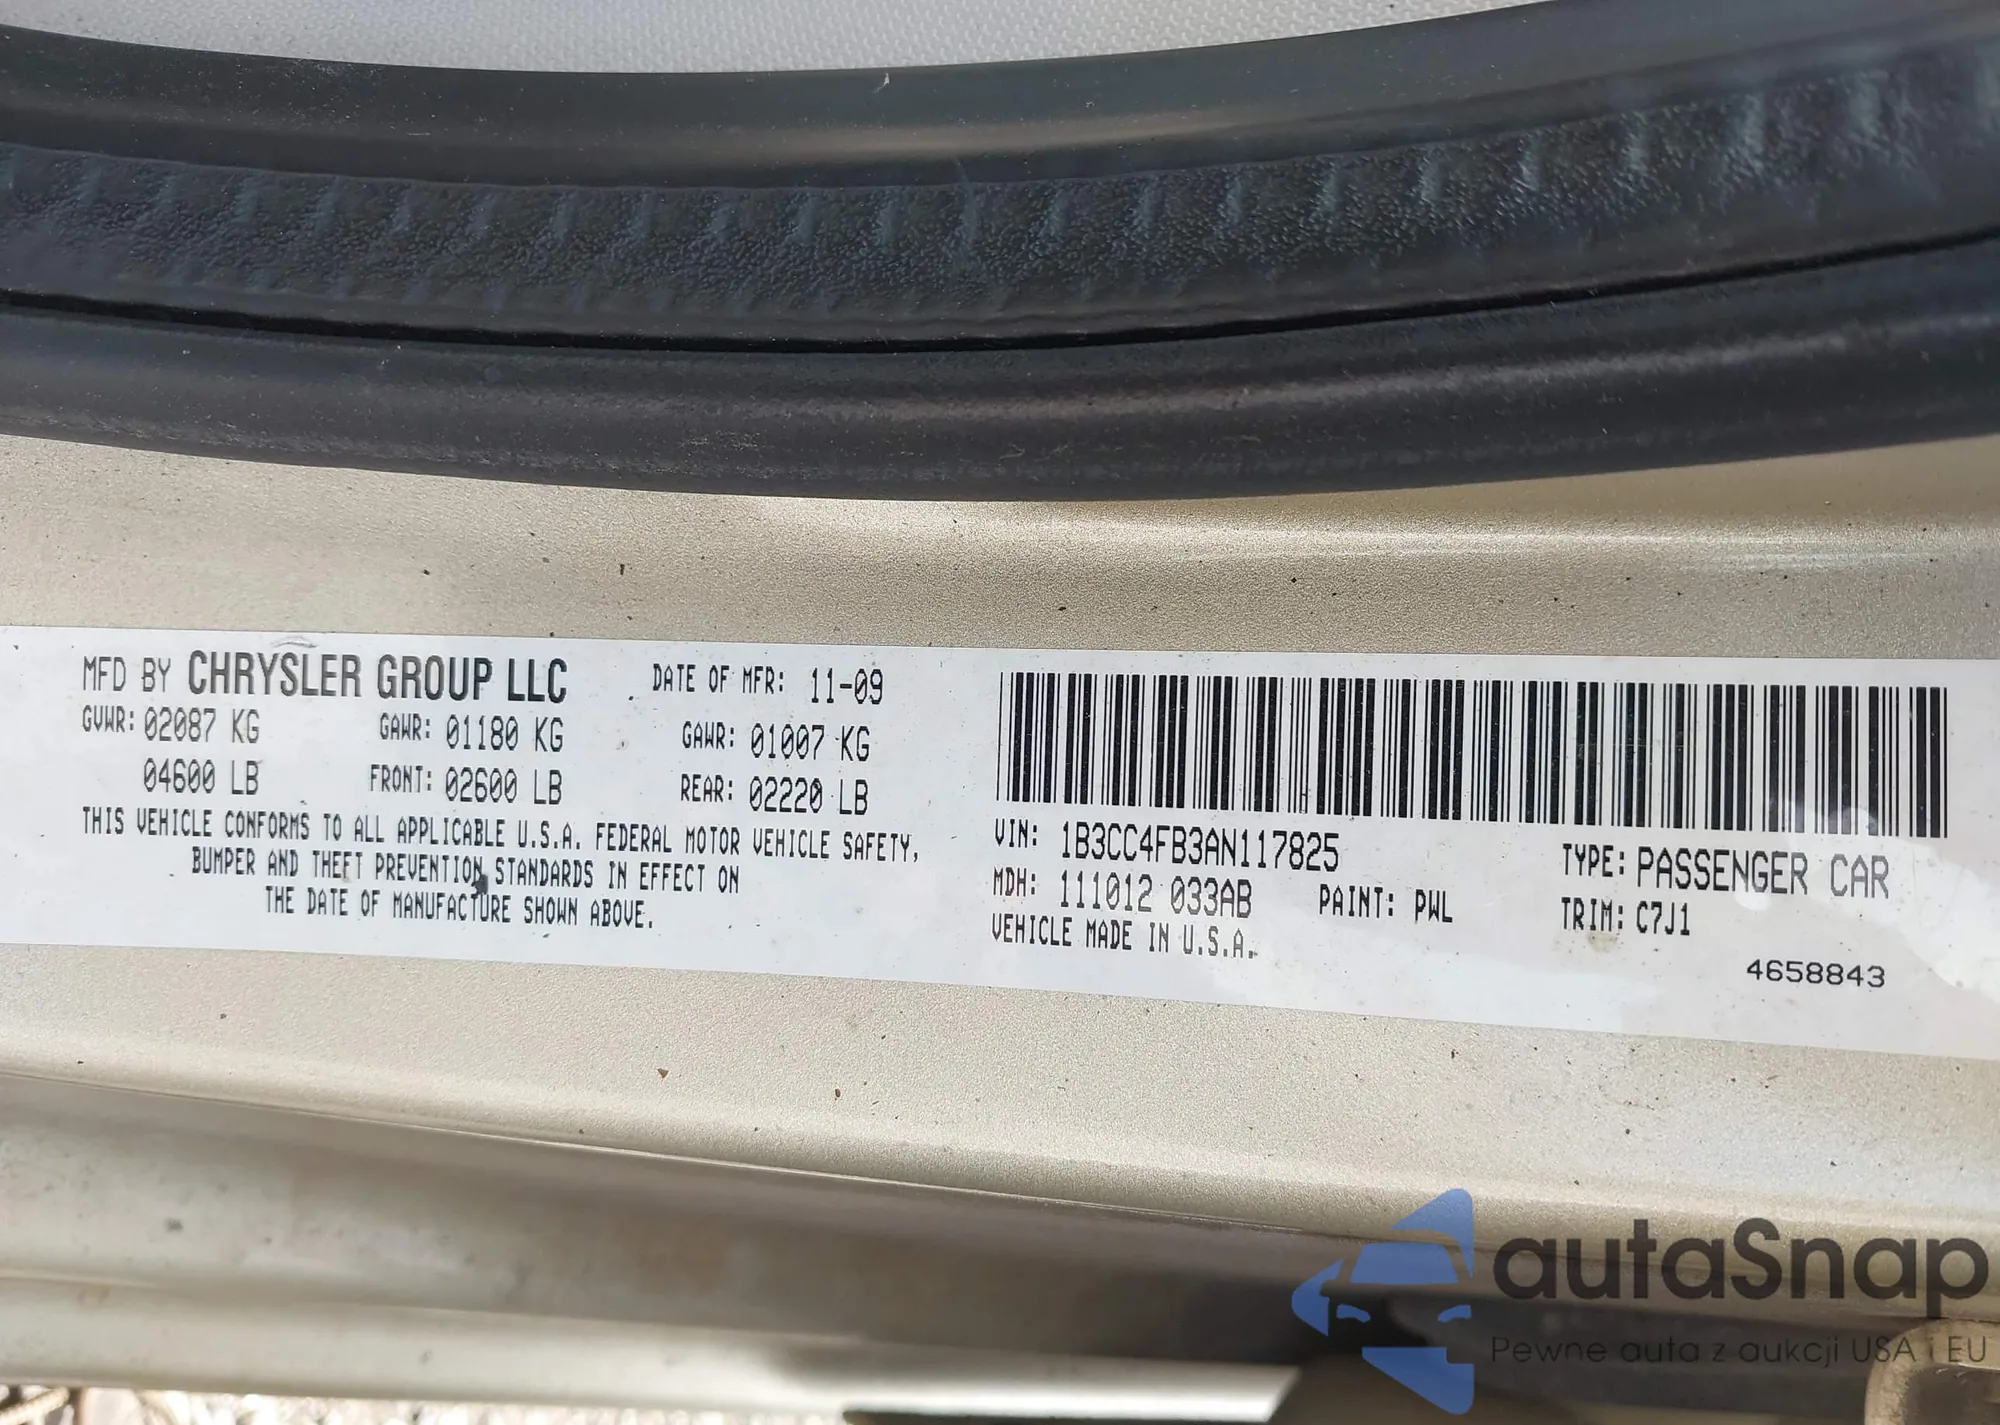 MFD BY CHRYSLER GROUP LLC DATE OF MFR: 11-09
GVWR: 02087 KG GAWR: 01180 KG GAWR: 01007 KG
04600 LB FRONT: 02600 LB REAR: 02220 LB
THIS VEHICLE CONFORMS TO ALL APPLICABLE U.S.A. FEDERAL MOTOR VEHICLE SAFETY,
BUMPER AND THEFT PREVENTION STANDARDS IN EFFECT ON
THE DATE OF MANUFACTURE SHOWN ABOVE.
VIN: 1B3CC4FB3AN117825 TYPE: PASSENGER CAR
MDH: 111012 033AB PAINT: PWL TRIM: C7J1
VEHICLE MADE IN U.S.A.
4658843
autaSnap
Pewne auta z aukcji USA i EU